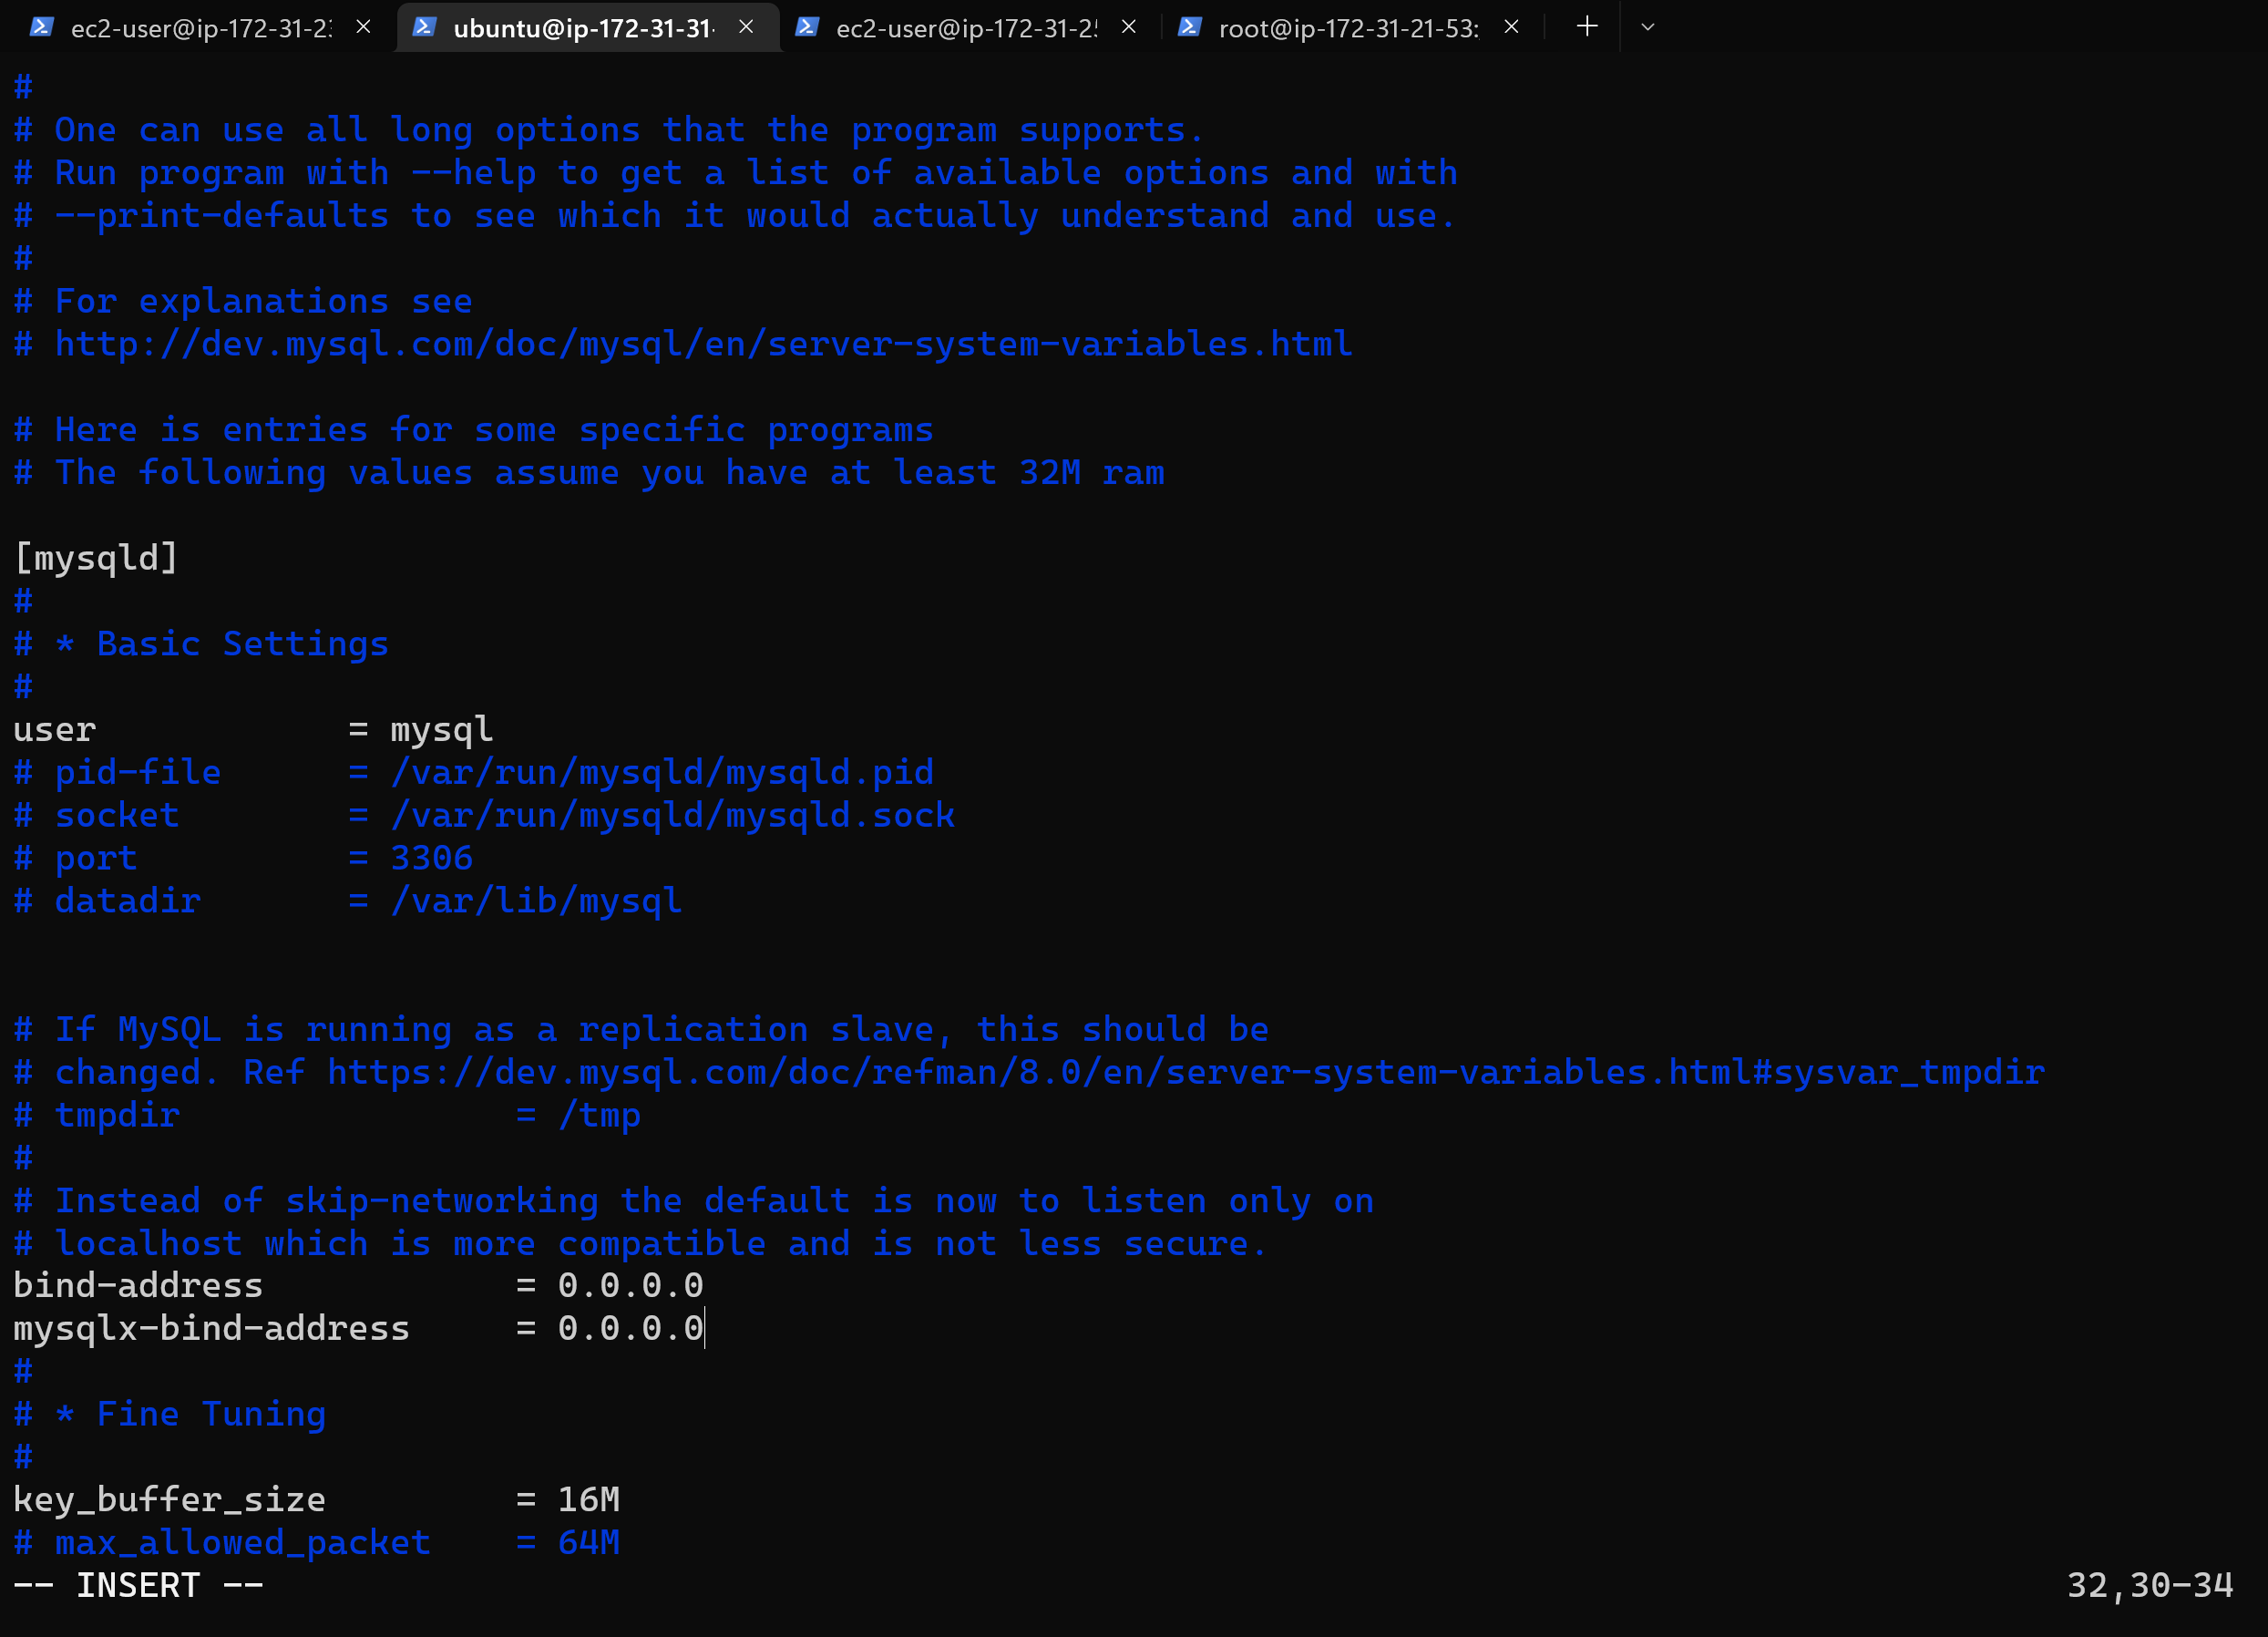 ec2-user@ip-172-31-23 ubuntu@ip-172-31-31- ec2-user@ip-172-31-25 root@ip-172-31-21-53:
#
# One can use all long options that the program supports.
# Run program with --help to get a list of available options and with
# --print-defaults to see which it would actually understand and use.
#
# For explanations see
# http://dev.mysql.com/doc/mysql/en/server-system-variables.html
# Here is entries for some specific programs
# The following values assume you have at least 32M ram
[mysqld]
#
# * Basic Settings
#
user            = mysql
# pid-file      = /var/run/mysqld/mysqld.pid
# socket        = /var/run/mysqld/mysqld.sock
# port          = 3306
# datadir       = /var/lib/mysql
# If MySQL is running as a replication slave, this should be
# changed. Ref https://dev.mysql.com/doc/refman/8.0/en/server-system-variables.html#sysvar_tmpdir
# tmpdir                = /tmp
#
# Instead of skip-networking the default is now to listen only on
# localhost which is more compatible and is not less secure.
bind-address            = 0.0.0.0
mysqlx-bind-address     = 0.0.0.0
#
# * Fine Tuning
#
key_buffer_size         = 16M
# max_allowed_packet    = 64M
-- INSERT -- 32,30-34